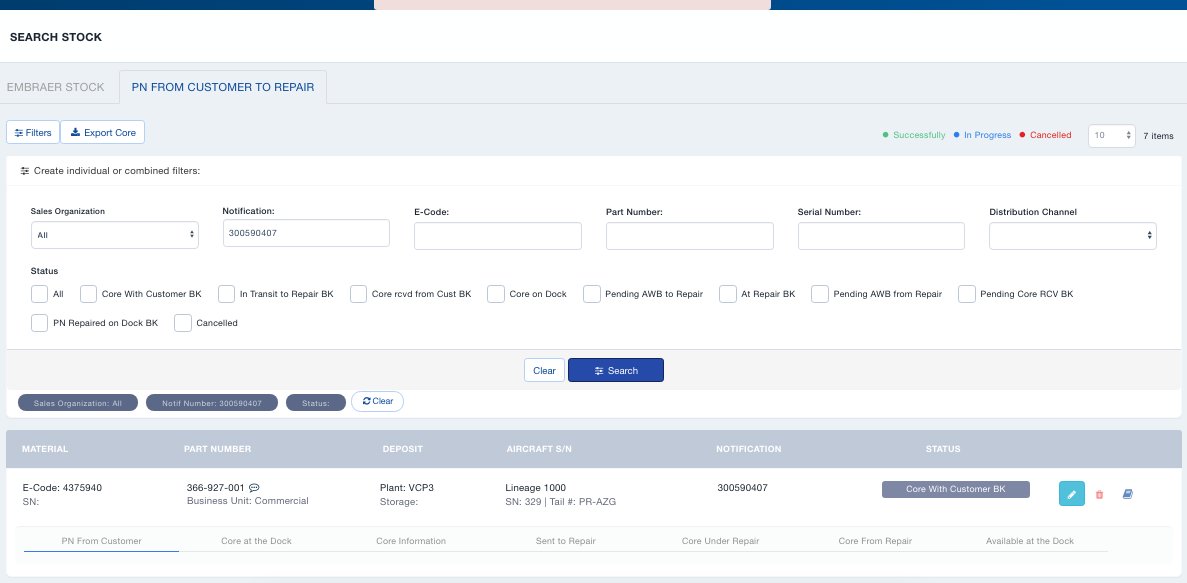 SEARCH STOCK
EMBRAER STOCK PN FROM CUSTOMER TO REPAIR
Filters Export Core Successfully In Progress Cancelled 10 7 items
Create individual or combined filters:
Sales Organization Notification: E-Code: Part Number: Serial Number: Distribution Channel
All 300590407
Status
All Core With Customer BK In Transit to Repair BK Core rcvd from Cust BK Core on Dock Pending AWB to Repair At Repair BK Pending AWB from Repair Pending Core RCV BK
PN Repaired on Dock BK Cancelled
Clear Search
Sales Organization: All Notif Number: 300590407 Status: Clear
MATERIAL PART NUMBER DEPOSIT AIRCRAFT S/N NOTIFICATION STATUS
E-Code: 4375940 366-927-001 Plant: VCP3 Lineage 1000 300590407 Core With Customer BK
SN: Business Unit: Commercial Storage: SN: 329 | Tail #: PR-AZG
PN From Customer Core at the Dock Core Information Sent to Repair Core Under Repair Core From Repair Available at the Dock